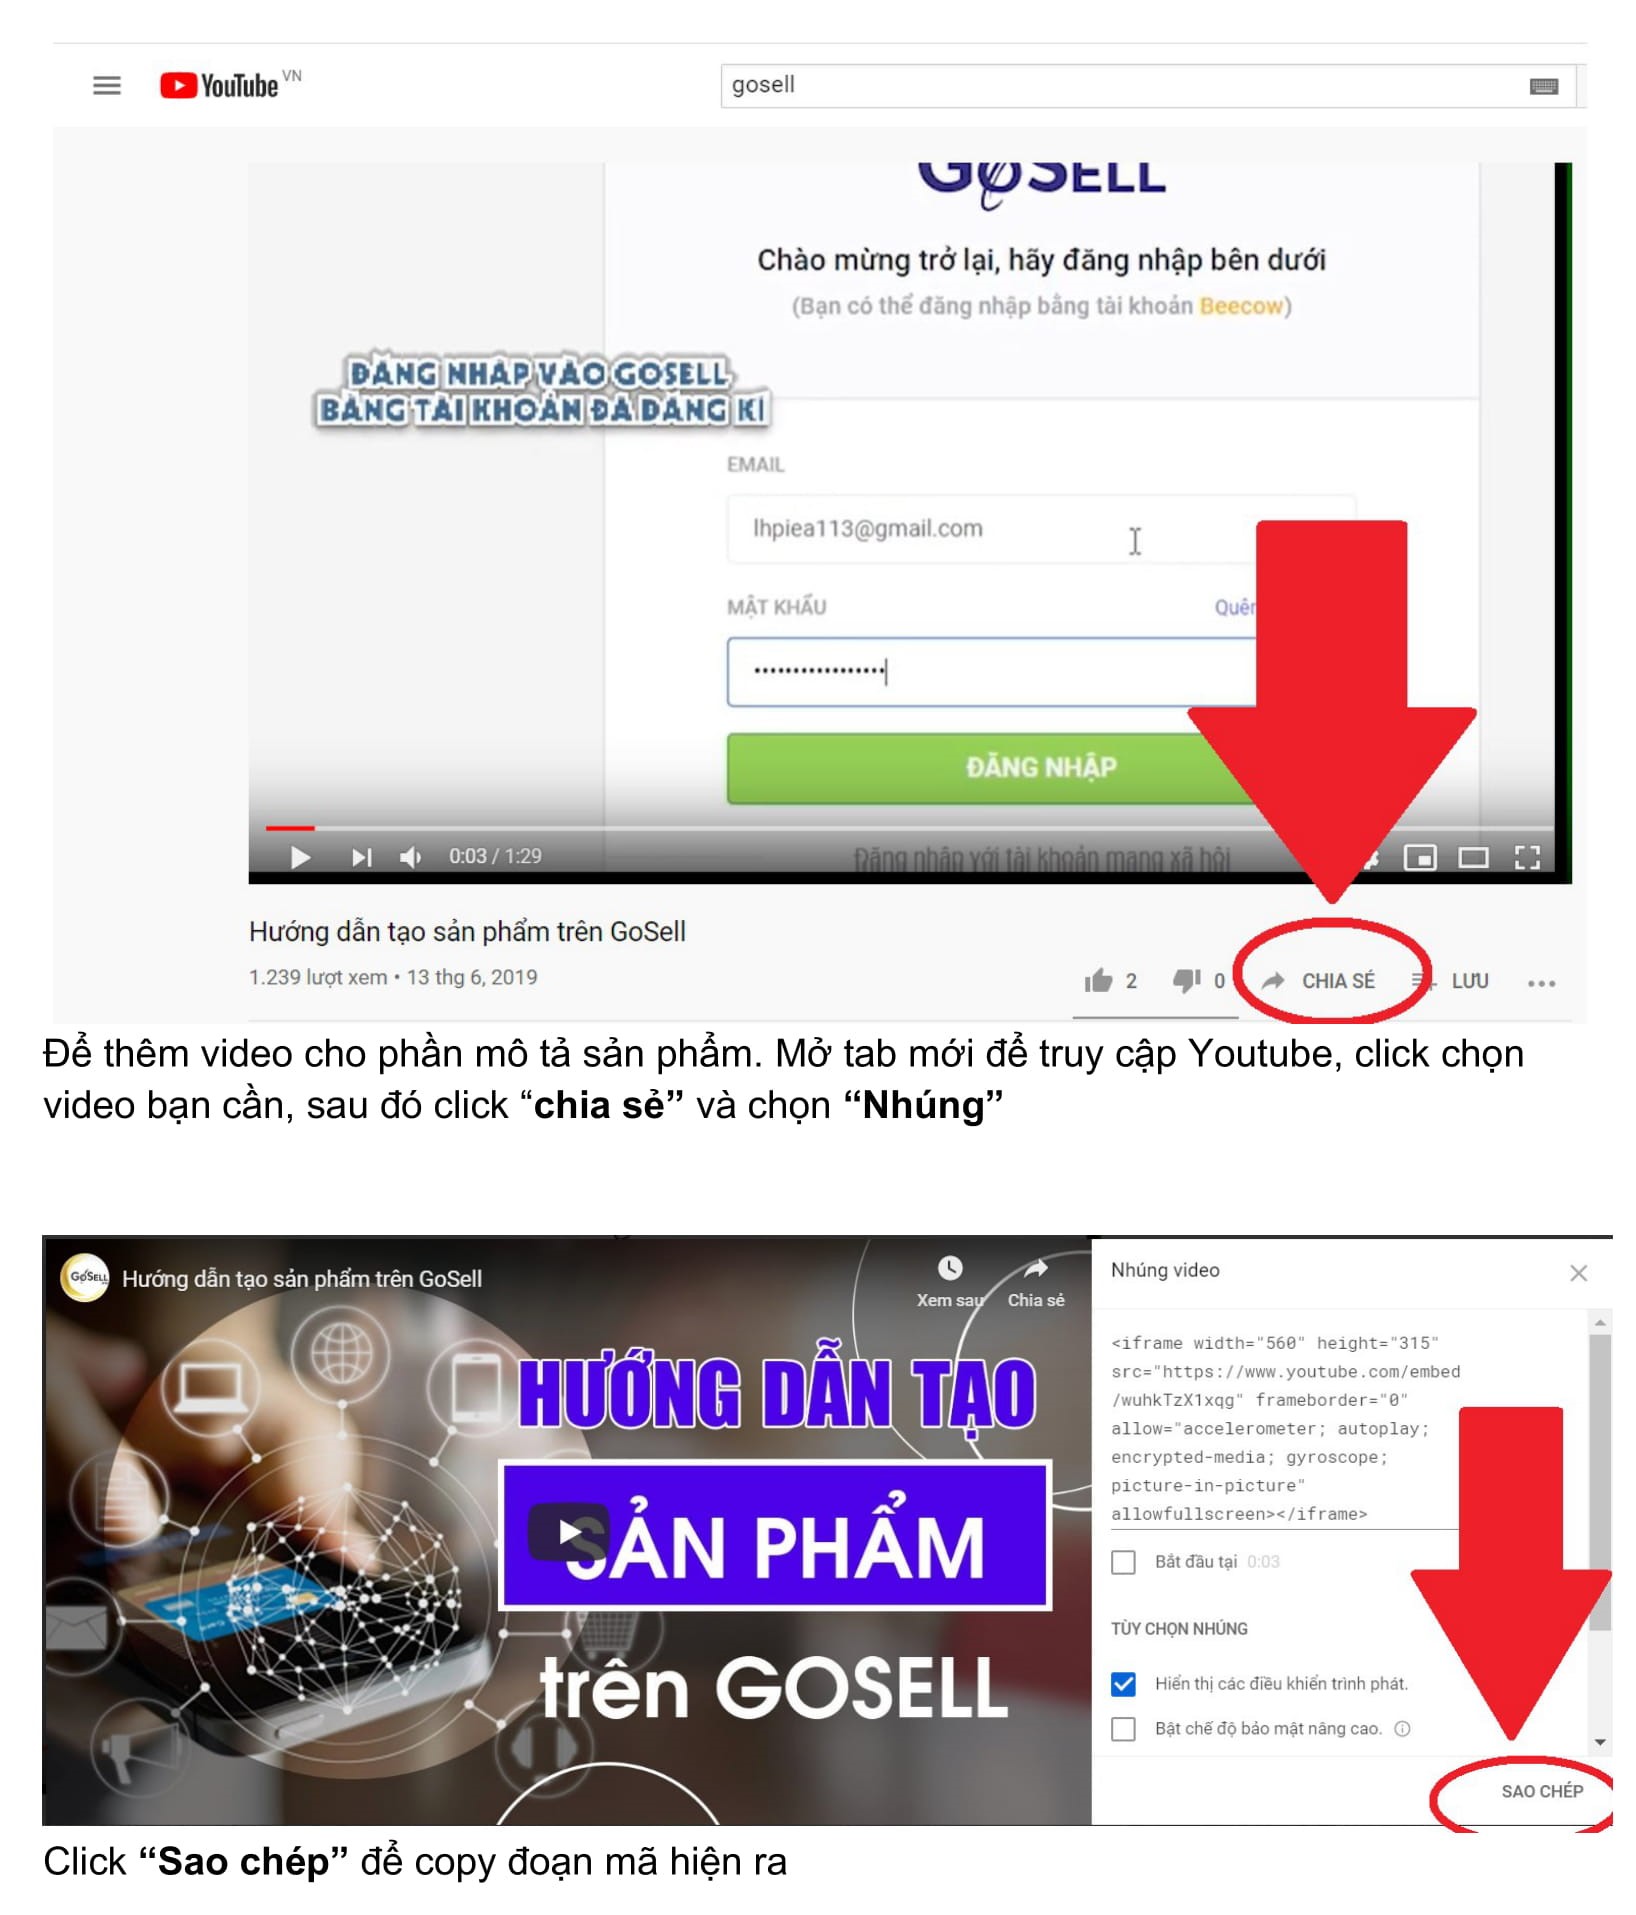 YouTube VN
gosell
GOSELL
Chào mừng trở lại, hãy đăng nhập bên dưới
(Bạn có thể đăng nhập bằng tài khoản Beecow)
ĐĂNG NHẬP VÀO GOSELL
BẰNG TÀI KHOẢN ĐÃ ĐĂNG KÍ
EMAIL
lhpiea113@gmail.com
MẬT KHẨU
Quên
•••••••••••••••••
ĐĂNG NHẬP
0:03 / 1:29
Đăng nhập với tài khoản mạng xã hội
Hướng dẫn tạo sản phẩm trên GoSell
1.239 lượt xem • 13 thg 6, 2019
2 0 CHIA SẺ LƯU
Để thêm video cho phần mô tả sản phẩm. Mở tab mới để truy cập Youtube, click chọn
video bạn cần, sau đó click “chia sẻ” và chọn “Nhúng”
GoSELL
Hướng dẫn tạo sản phẩm trên GoSell
Xem sau Chia sẻ
HƯỚNG DẪN TẠO
SẢN PHẨM
trên GOSELL
Nhúng video
<iframe width="560" height="315"
src="https://www.youtube.com/embed
/wuhkTzX1xqg" frameborder="0"
allow="accelerometer; autoplay;
encrypted-media; gyroscope;
picture-in-picture"
allowfullscreen></iframe>
Bắt đầu tại 0:03
TÙY CHỌN NHÚNG
Hiển thị các điều khiển trình phát.
Bật chế độ bảo mật nâng cao.
SAO CHÉP
Click “Sao chép” để copy đoạn mã hiện ra